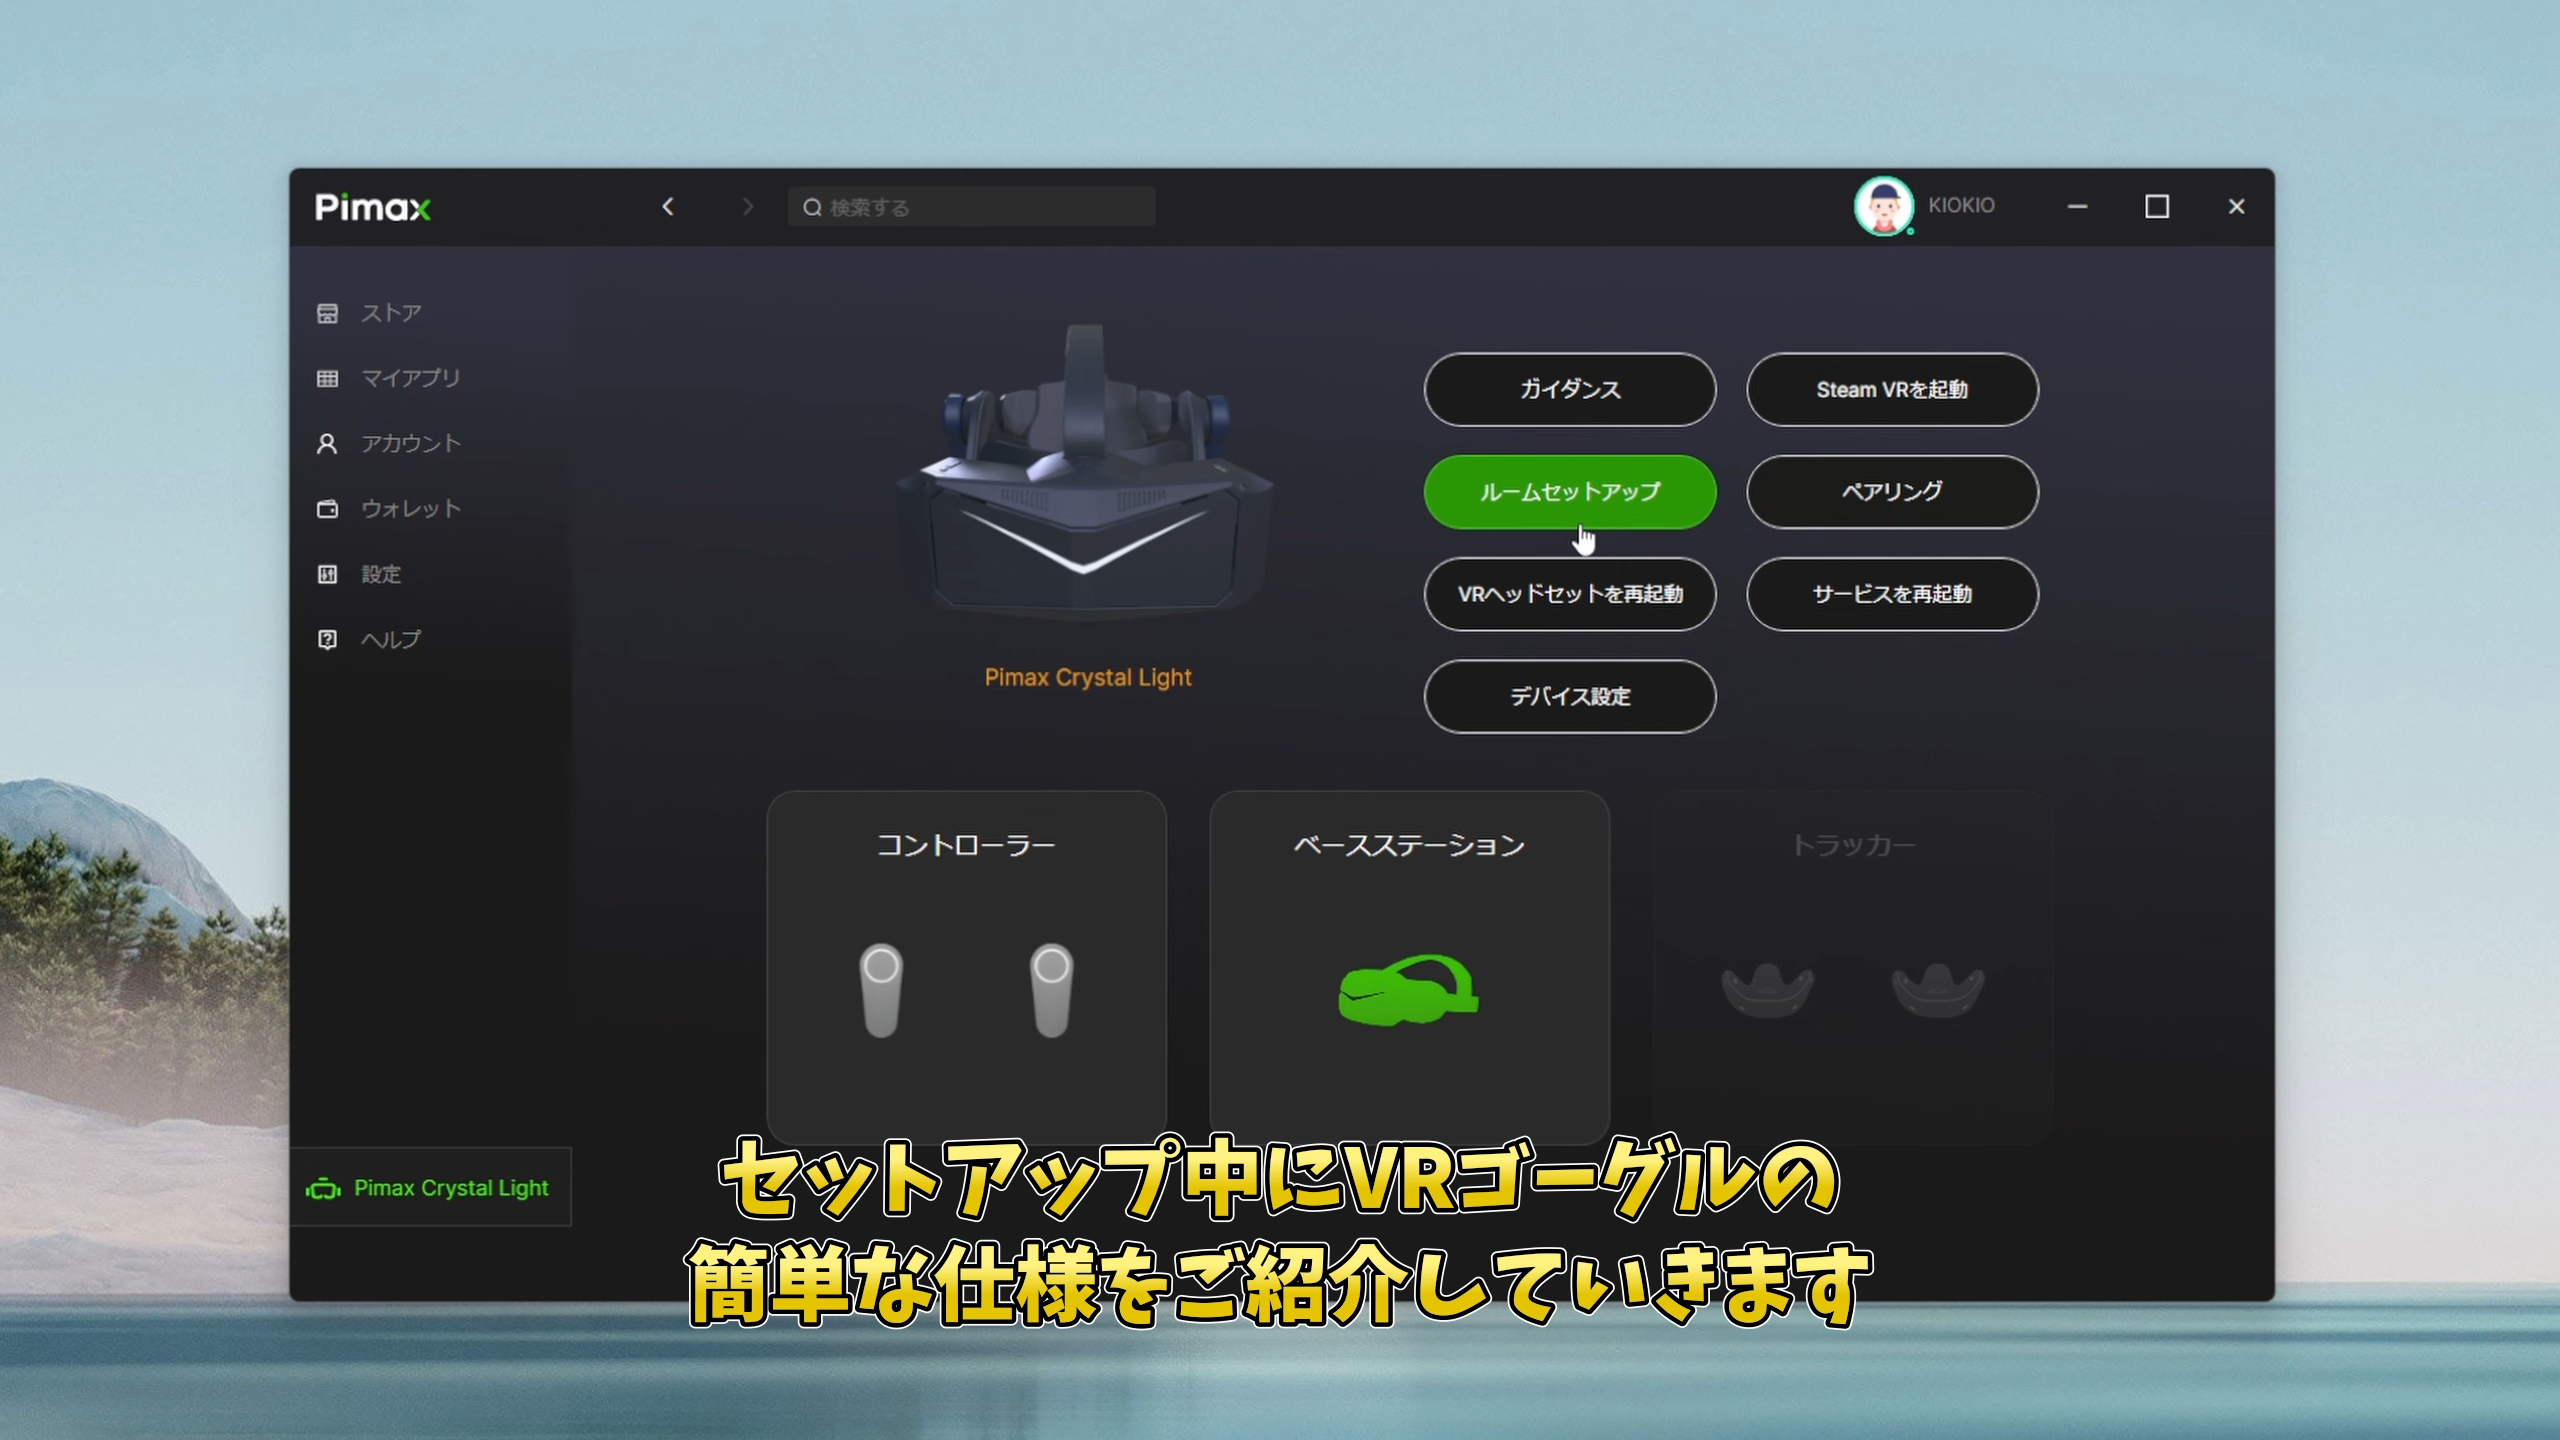 Pimax
検索する
KIOKIO
ストア
マイアプリ
アカウント
ウォレット
設定
ヘルプ
Pimax Crystal Light
ガイダンス
Steam VRを起動
ルームセットアップ
ペアリング
VRヘッドセットを再起動
サービスを再起動
デバイス設定
Pimax Crystal Light
コントローラー
ベースステーション
トラッカー
セットアップ中にVRゴーグルの
簡単な仕様をご紹介していきます